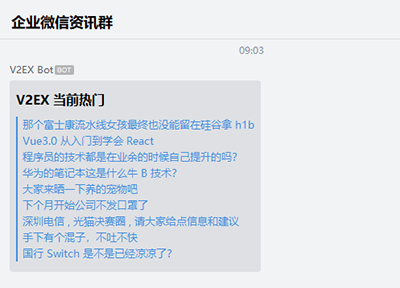 企业微信资讯群
09:03
V2EX Bot BOT
V2EX 当前热门
那个富士康流水线女孩最终也没能留在硅谷拿 h1b
Vue3.0 从入门到学会 React
程序员的技术都是在业余的时候自己提升的吗?
华为的笔记本这是什么牛 B 技术?
大家来晒一下养的宠物吧
下个月开始公司不发口罩了
深圳电信，光猫决赛圈，请大家给点信息和建议
手下有个混子，不吐不快
国行 Switch 是不是已经凉凉了?